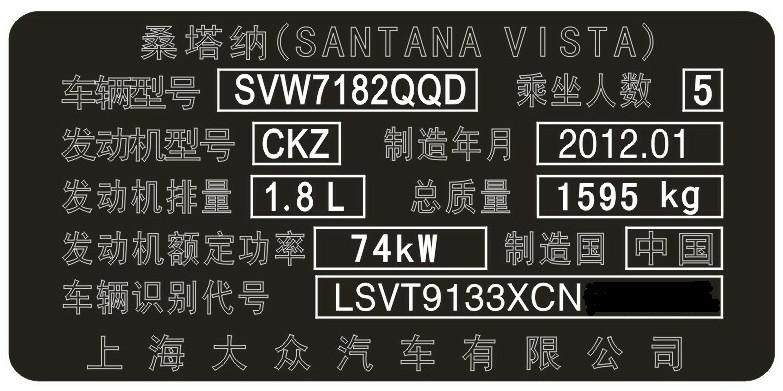 桑塔纳(SANTANA VISTA)
车辆型号 SVW7182QQD 乘坐人数 5
发动机型号 CKZ 制造年月 2012.01
发动机排量 1.8L 总质量 1595 kg
发动机额定功率 74kW 制造国 中国
车辆识别代号 LSVT9133XCN
上海大众汽车有限公司